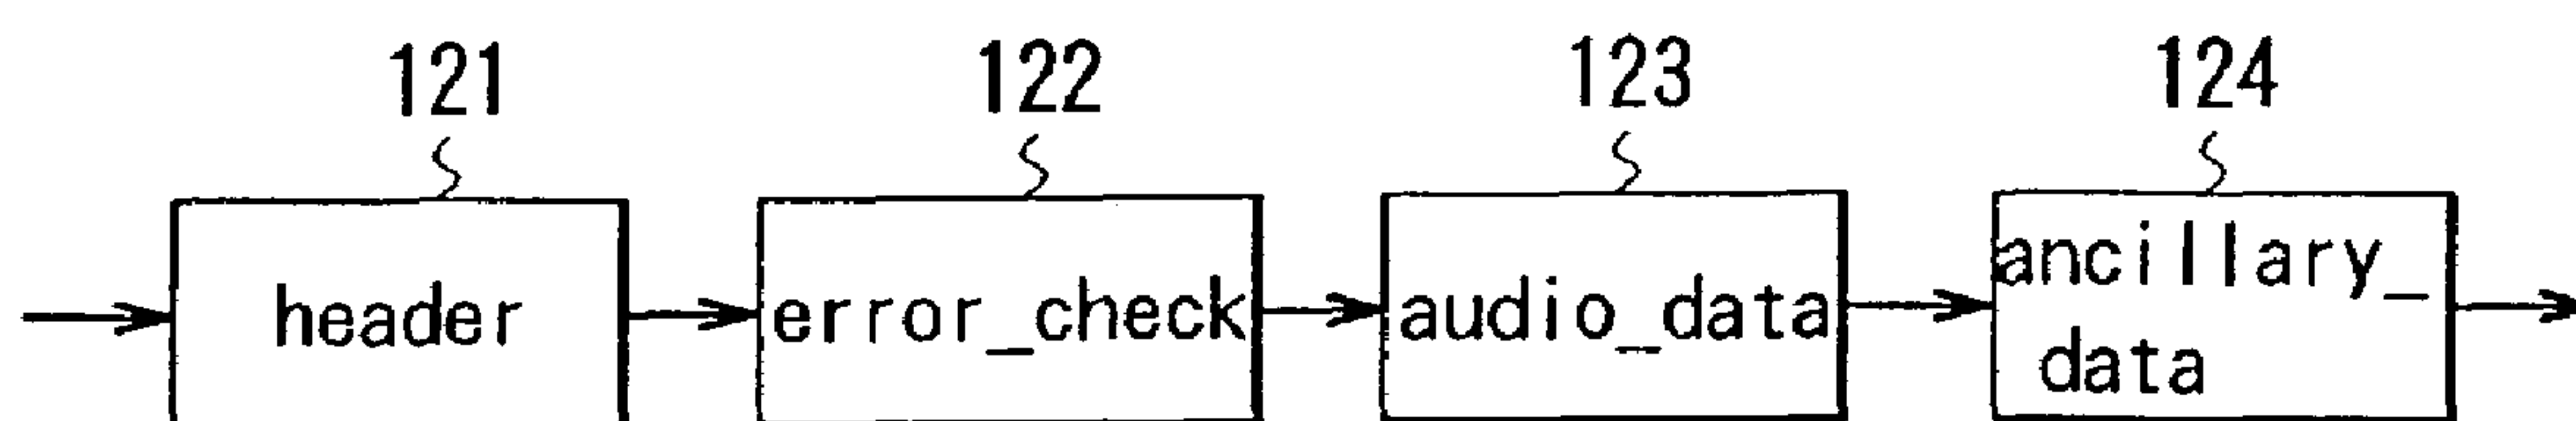 121 122 123 124
header error_check audio_data ancillary_
data